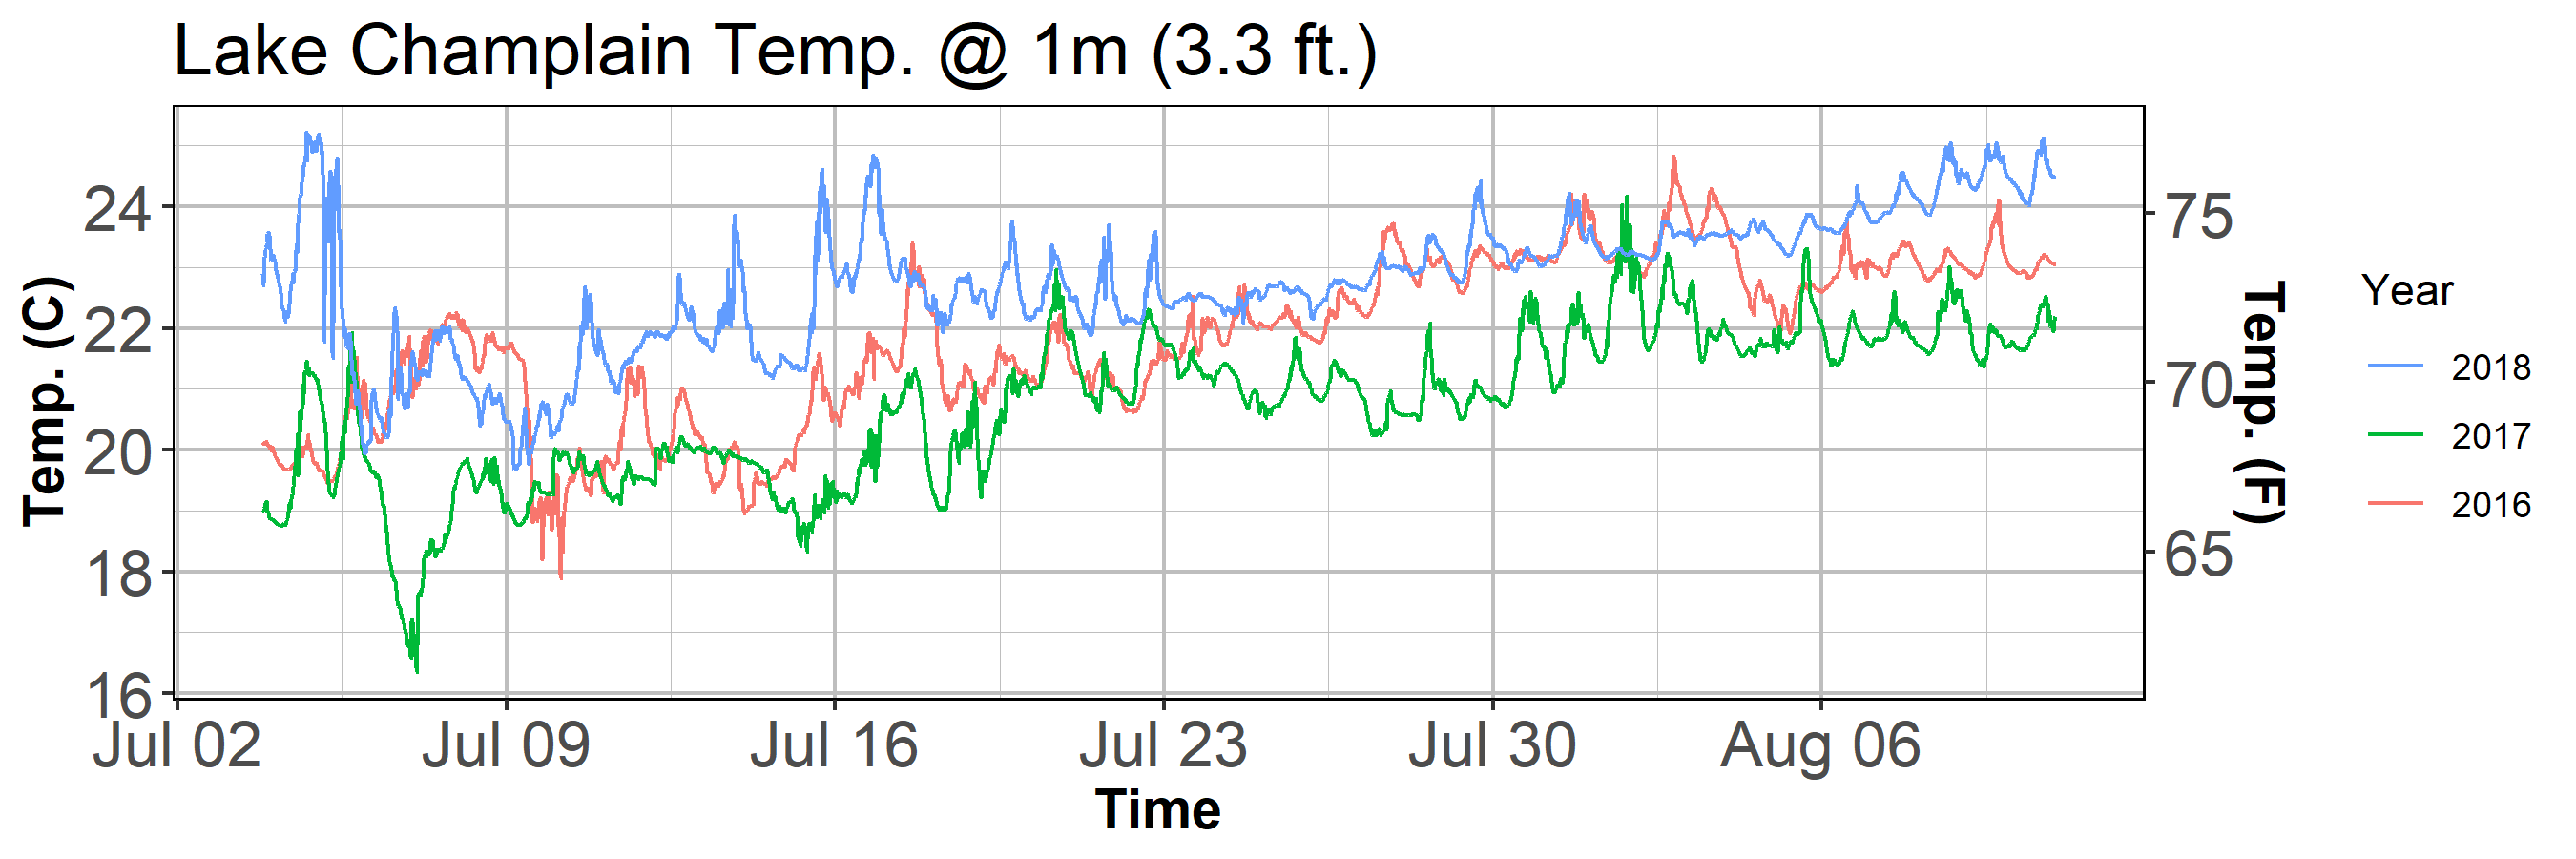 Lake Champlain Temp. @ 1m (3.3 ft.)
Temp. (C)
24
22
20
18
16
Jul 02
Jul 09
Jul 16
Jul 23
Jul 30
Aug 06
Time
75
70
65
Temp. (F)
Year
2018
2017
2016